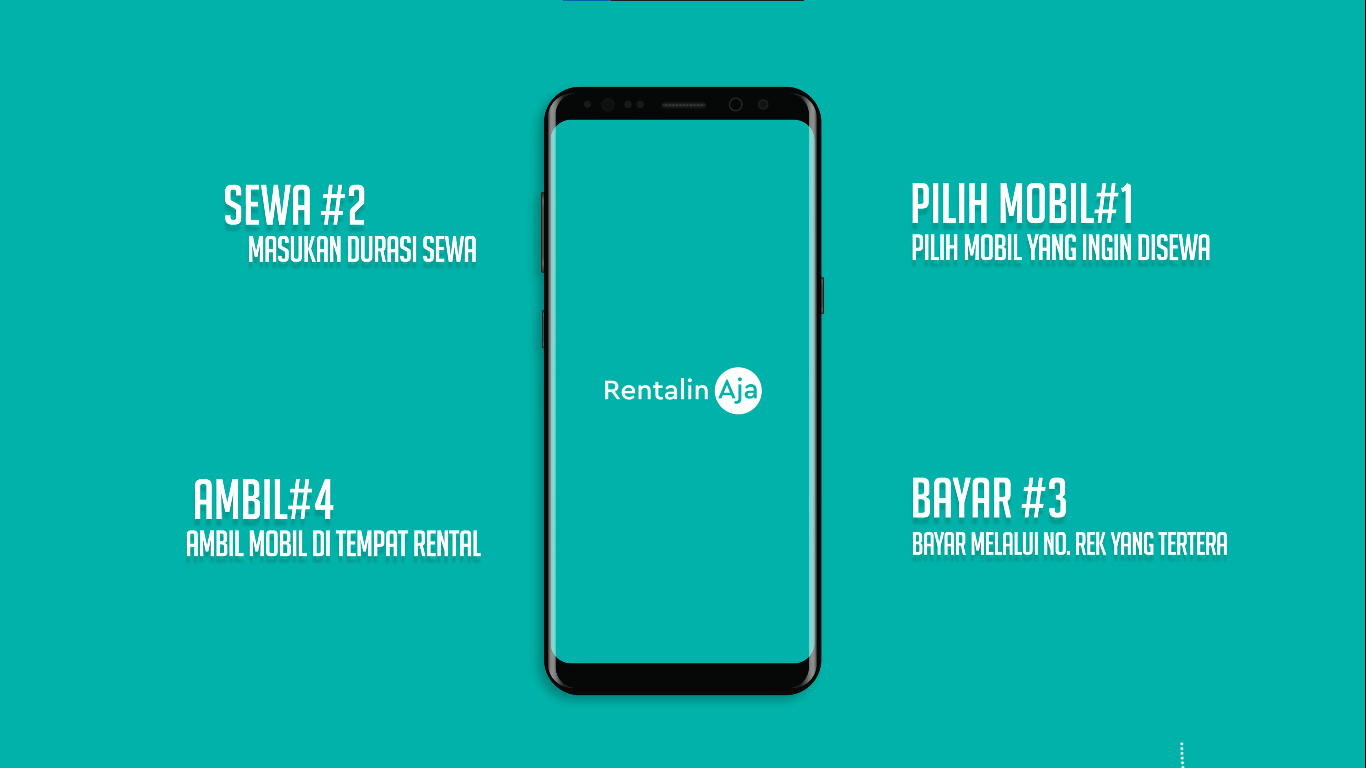 SEWA #2
MASUKAN DURASI SEWA
PILIH MOBIL#1
PILIH MOBIL YANG INGIN DISEWA
Rentalin Aja
AMBIL#4
AMBIL MOBIL DI TEMPAT RENTAL
BAYAR #3
BAYAR MELALUI NO. REK YANG TERTERA